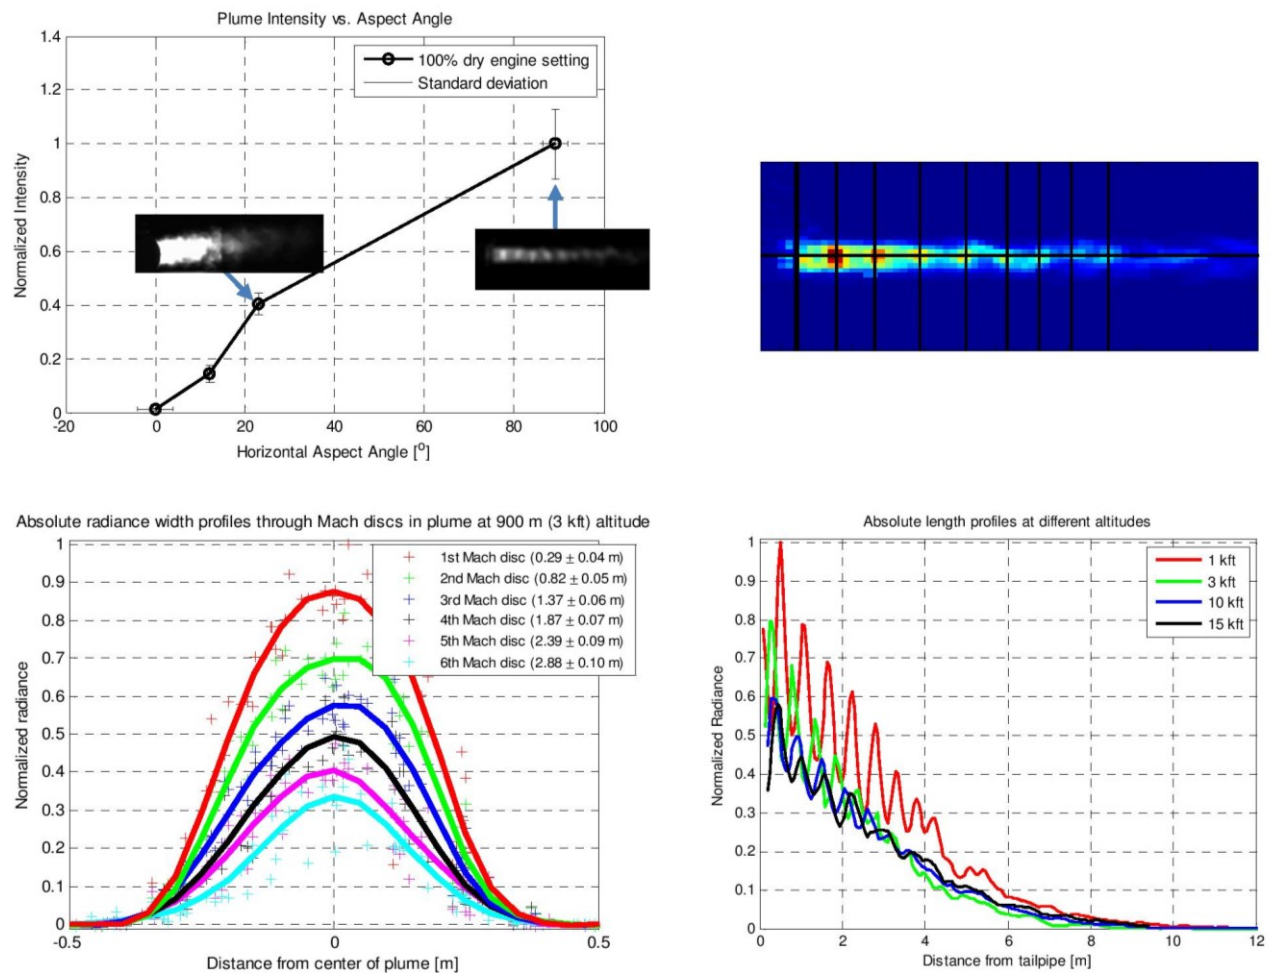 Plume Intensity vs. Aspect Angle
1.4
1.2
1
0.8
0.6
0.4
0.2
0
Normalized Intensity
100% dry engine setting
Standard deviation
-20 0 20 40 60 80 100
Horizontal Aspect Angle [o]
Absolute radiance width profiles through Mach discs in plume at 900 m (3 kft) altitude
1
0.9
0.8
0.7
0.6
0.5
0.4
0.3
0.2
0.1
0
Normalized radiance
1st Mach disc (0.29 ± 0.04 m)
2nd Mach disc (0.82 ± 0.05 m)
3rd Mach disc (1.37 ± 0.06 m)
4th Mach disc (1.87 ± 0.07 m)
5th Mach disc (2.39 ± 0.09 m)
6th Mach disc (2.88 ± 0.10 m)
-0.5 0 0.5
Distance from center of plume [m]
Absolute length profiles at different altitudes
1
0.9
0.8
0.7
0.6
0.5
0.4
0.3
0.2
0.1
0
Normalized Radiance
1 kft
3 kft
10 kft
15 kft
0 2 4 6 8 10 12
Distance from tailpipe [m]